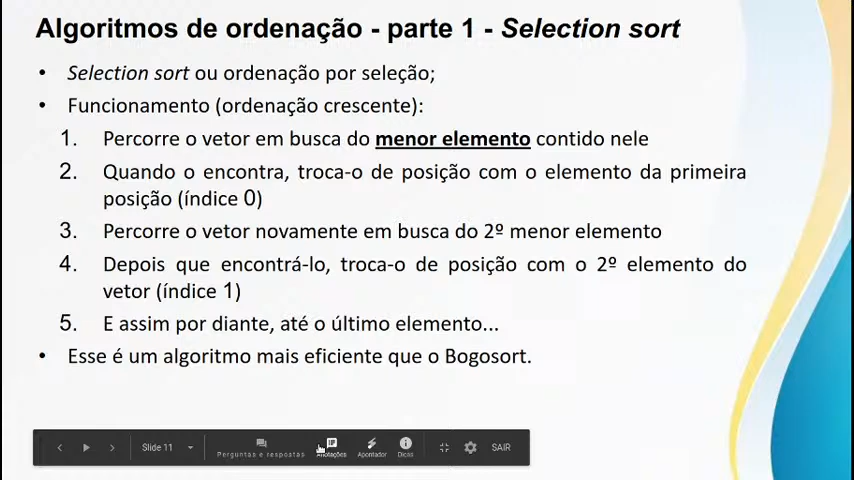 Algoritmos de ordenação - parte 1 - Selection sort
• Selection sort ou ordenação por seleção;
• Funcionamento (ordenação crescente):
1. Percorre o vetor em busca do menor elemento contido nele
2. Quando o encontra, troca-o de posição com o elemento da primeira
posição (índice 0)
3. Percorre o vetor novamente em busca do 2º menor elemento
4. Depois que encontrá-lo, troca-o de posição com o 2º elemento do
vetor (índice 1)
5. E assim por diante, até o último elemento...
• Esse é um algoritmo mais eficiente que o Bogosort.
Slide 11
Perguntas e respostas
Anotações
Apontador
Dicas
SAIR